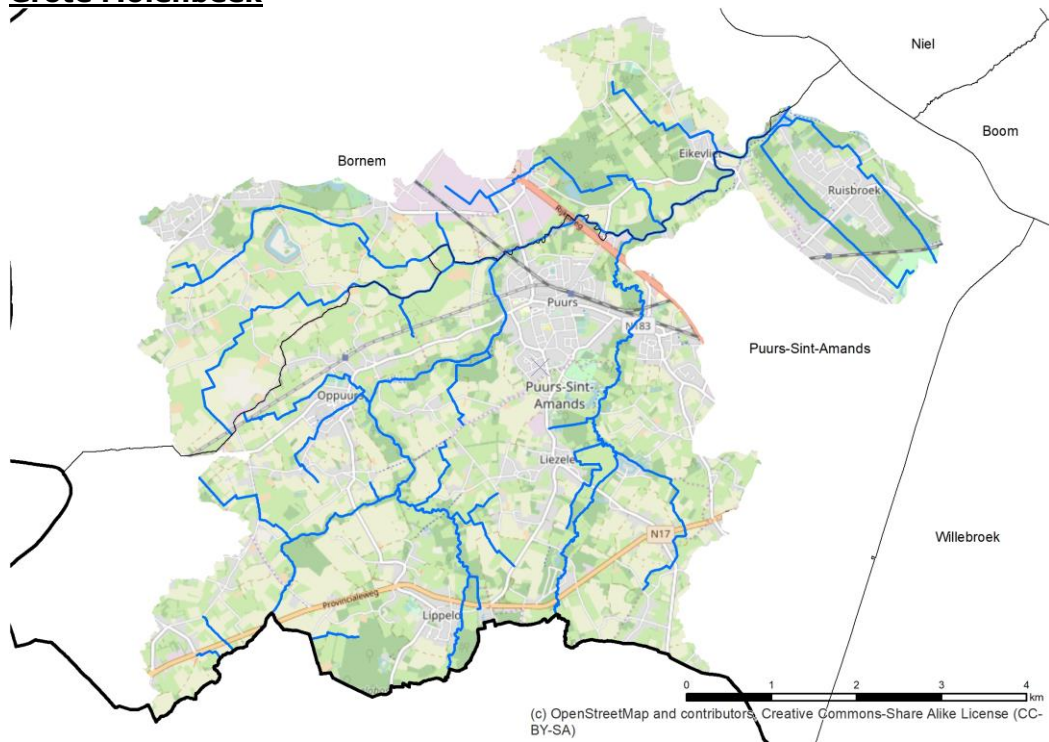 Grote Molenbeek
Niel
Boom
Bornem
Eikevliet
Ruisbroek
Rijksweg
Puurs
N183
Puurs-Sint-Amands
Puurs-Sint-
Amands
Oppuurs
Liezele
N17
Willebroek
Provincialeweg
Lippelo
0 1 2 3 4
km
(c) OpenStreetMap and contributors, Creative Commons-Share Alike License (CC-
BY-SA)